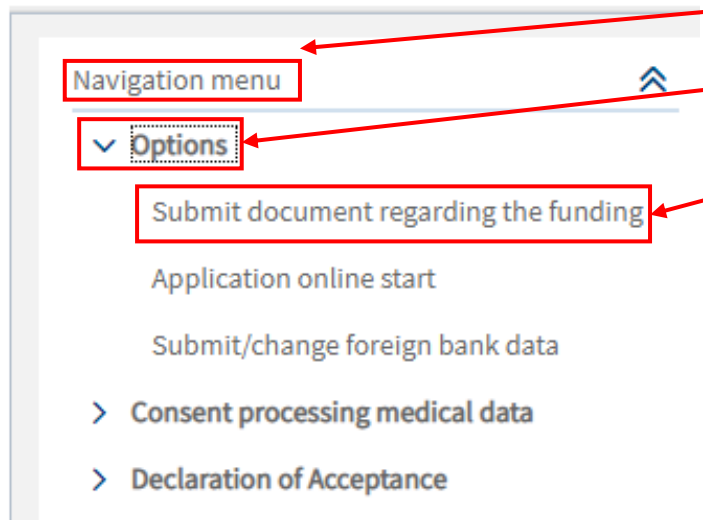 Navigation menu
Options
Submit document regarding the funding
Application online start
Submit/change foreign bank data
Consent processing medical data
Declaration of Acceptance